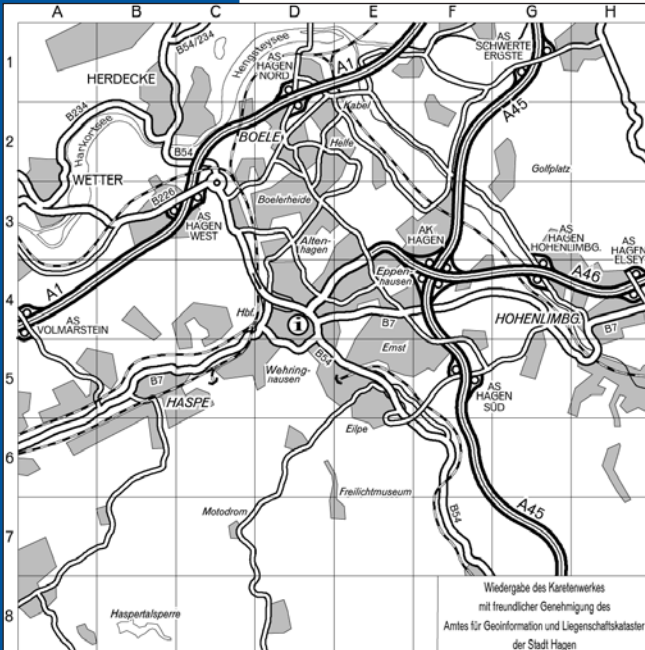 A B C D E F G H
1
B54/234
Hengsteysee
AS
HAGEN
NORD
A1
AS
SCHWERTE
ERGSTE
HERDECKE
Kabel
A45
2
B234
Harkortsee
B54
BOELE
Helfe
Golfplatz
WETTER
B226
Boelerheide
3
AS
HAGEN
WEST
Alten-
hagen
AK
HAGEN
AS
HAGEN
HOHENLIMBG.
AS
HAGEN
ELSEY
Eppen-
hausen
A46
4
A1
AS
VOLMARSTEIN
Hbf.
i
B7
HOHENLIMBG.
B7
B54
Emst
5
B7
Wehring-
hausen
HASPE
AS
HAGEN
SÜD
Eilpe
6
Freilichtmuseum
Motodrom
A45
B54
7
8
Haspertalsperre
Wiedergabe des Karetenwerkes
mit freundlicher Genehmigung des
Amtes für Geoinformation und Liegenschaftskataster
der Stadt Hagen